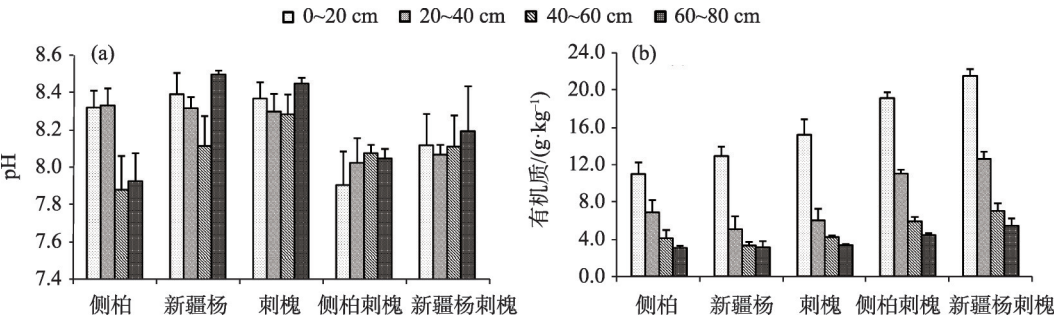 0~20 cm 20~40 cm 40~60 cm 60~80 cm
(a)
8.6
8.4
8.2
8.0
7.8
7.6
7.4
pH
侧柏 新疆杨 刺槐 侧柏刺槐 新疆杨刺槐
(b)
24.0
20.0
16.0
12.0
8.0
4.0
0.0
有机质/(g·kg⁻¹)
侧柏 新疆杨 刺槐 侧柏刺槐 新疆杨刺槐